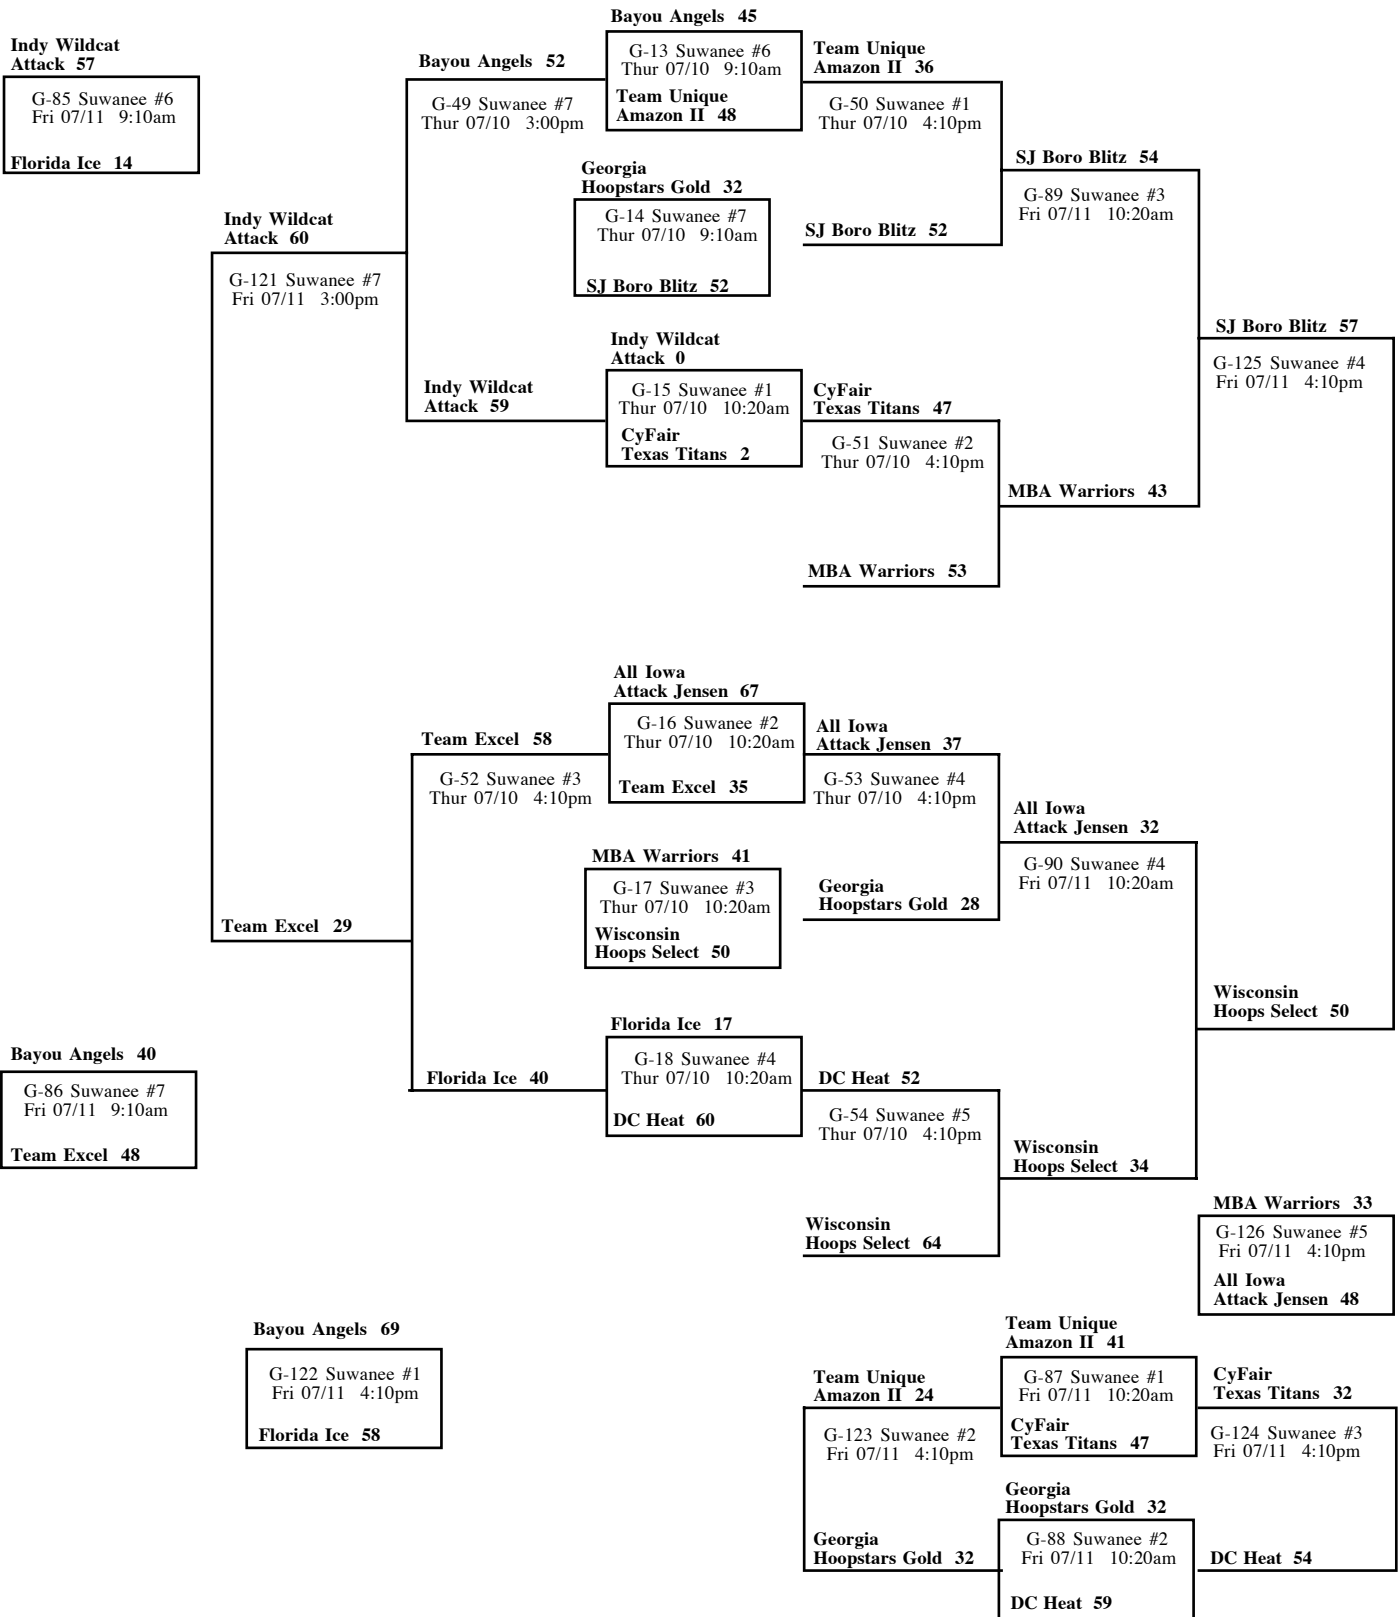 Bayou Angels 45
G-13 Suwanee #6
Thur 07/10 9:10am
Team Unique
Amazon II 48
Indy Wildcat
Attack 57
G-85 Suwanee #6
Fri 07/11 9:10am
Florida Ice 14
Bayou Angels 52
G-49 Suwanee #7
Thur 07/10 3:00pm
Team Unique
Amazon II 36
G-50 Suwanee #1
Thur 07/10 4:10pm
Georgia
Hoopstars Gold 32
G-14 Suwanee #7
Thur 07/10 9:10am
SJ Boro Blitz 52
SJ Boro Blitz 52
SJ Boro Blitz 54
G-89 Suwanee #3
Fri 07/11 10:20am
Indy Wildcat
Attack 60
G-121 Suwanee #7
Fri 07/11 3:00pm
SJ Boro Blitz 57
G-125 Suwanee #4
Fri 07/11 4:10pm
Indy Wildcat
Attack 0
G-15 Suwanee #1
Thur 07/10 10:20am
CyFair
Texas Titans 2
Indy Wildcat
Attack 59
CyFair
Texas Titans 47
G-51 Suwanee #2
Thur 07/10 4:10pm
MBA Warriors 43
MBA Warriors 53
All Iowa
Attack Jensen 67
G-16 Suwanee #2
Thur 07/10 10:20am
Team Excel 35
Team Excel 58
G-52 Suwanee #3
Thur 07/10 4:10pm
All Iowa
Attack Jensen 37
G-53 Suwanee #4
Thur 07/10 4:10pm
All Iowa
Attack Jensen 32
G-90 Suwanee #4
Fri 07/11 10:20am
MBA Warriors 41
G-17 Suwanee #3
Thur 07/10 10:20am
Wisconsin
Hoops Select 50
Georgia
Hoopstars Gold 28
Team Excel 29
Wisconsin
Hoops Select 50
Florida Ice 17
G-18 Suwanee #4
Thur 07/10 10:20am
DC Heat 60
Bayou Angels 40
G-86 Suwanee #7
Fri 07/11 9:10am
Team Excel 48
Florida Ice 40
DC Heat 52
G-54 Suwanee #5
Thur 07/10 4:10pm
Wisconsin
Hoops Select 34
Wisconsin
Hoops Select 64
MBA Warriors 33
G-126 Suwanee #5
Fri 07/11 4:10pm
All Iowa
Attack Jensen 48
Bayou Angels 69
G-122 Suwanee #1
Fri 07/11 4:10pm
Florida Ice 58
Team Unique
Amazon II 41
G-87 Suwanee #1
Fri 07/11 10:20am
CyFair
Texas Titans 47
Team Unique
Amazon II 24
G-123 Suwanee #2
Fri 07/11 4:10pm
CyFair
Texas Titans 32
G-124 Suwanee #3
Fri 07/11 4:10pm
Georgia
Hoopstars Gold 32
G-88 Suwanee #2
Fri 07/11 10:20am
DC Heat 59
Georgia
Hoopstars Gold 32
DC Heat 54